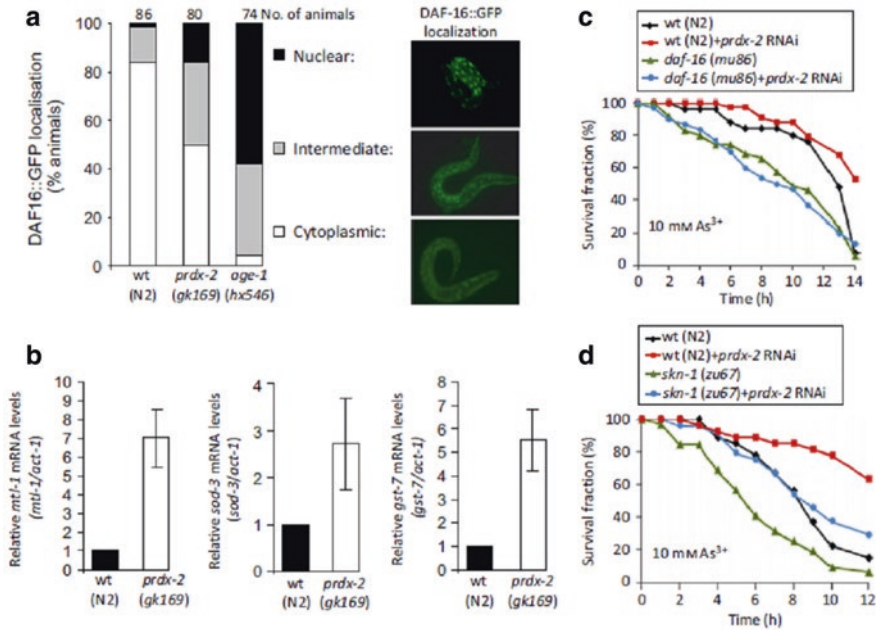 a
86 80 74 No. of animals
DAF16::GFP localisation
(% animals)
100
80
60
40
20
0
wt
(N2)
prdx-2
(gk169)
age-1
(hx546)
Nuclear:
Intermediate:
Cytoplasmic:
DAF-16::GFP
localization
b
Relative mtl-1 mRNA levels
(mtl-1/act-1)
10
9
8
7
6
5
4
3
2
1
0
wt
(N2)
prdx-2
(gk169)
Relative sod-3 mRNA levels
(sod-3/act-1)
4
3
2
1
0
wt
(N2)
prdx-2
(gk169)
Relative gst-7 mRNA levels
(gst-7/act-1)
8
7
6
5
4
3
2
1
0
wt
(N2)
prdx-2
(gk169)
c
wt (N2)
wt (N2)+prdx-2 RNAi
daf-16 (mu86)
daf-16 (mu86)+prdx-2 RNAi
Survival fraction (%)
100
80
60
40
20
0
10 mM As3+
0 2 4 6 8 10 12 14
Time (h)
d
wt (N2)
wt (N2)+prdx-2 RNAi
skn-1 (zu67)
skn-1 (zu67)+prdx-2 RNAi
Survival fraction (%)
100
80
60
40
20
0
10 mM As3+
0 2 4 6 8 10 12
Time (h)